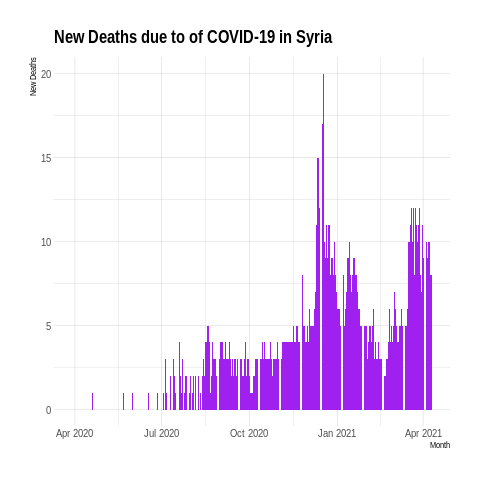 New Deaths due to of COVID-19 in Syria
New Deaths
20
15
10
5
0
Apr 2020 Jul 2020 Oct 2020 Jan 2021 Apr 2021
Month